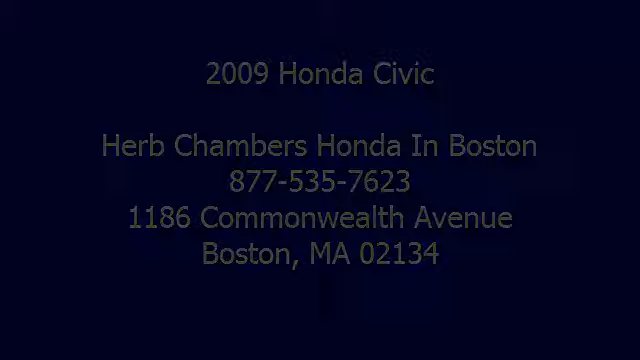 2009 Honda Civic
Herb Chambers Honda In Boston
877-535-7623
1186 Commonwealth Avenue
Boston, MA 02134